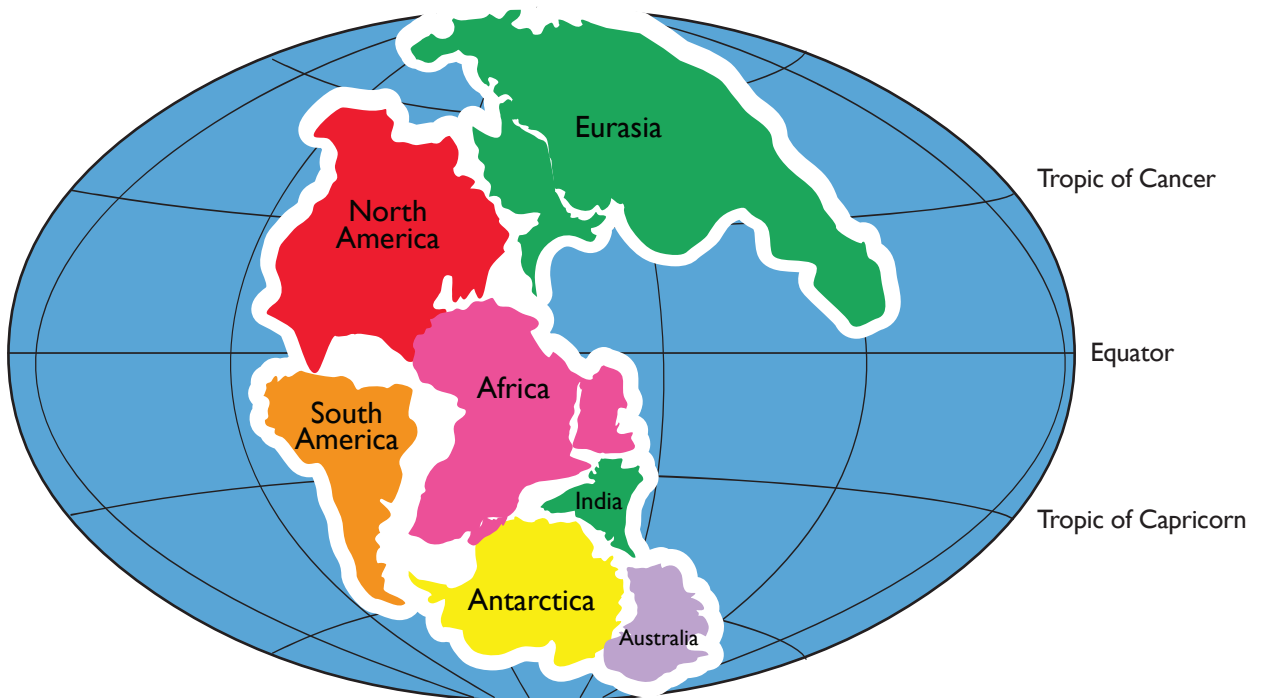 Eurasia
Tropic of Cancer
North
America
Equator
Africa
South
America
India
Tropic of Capricorn
Antarctica
Australia